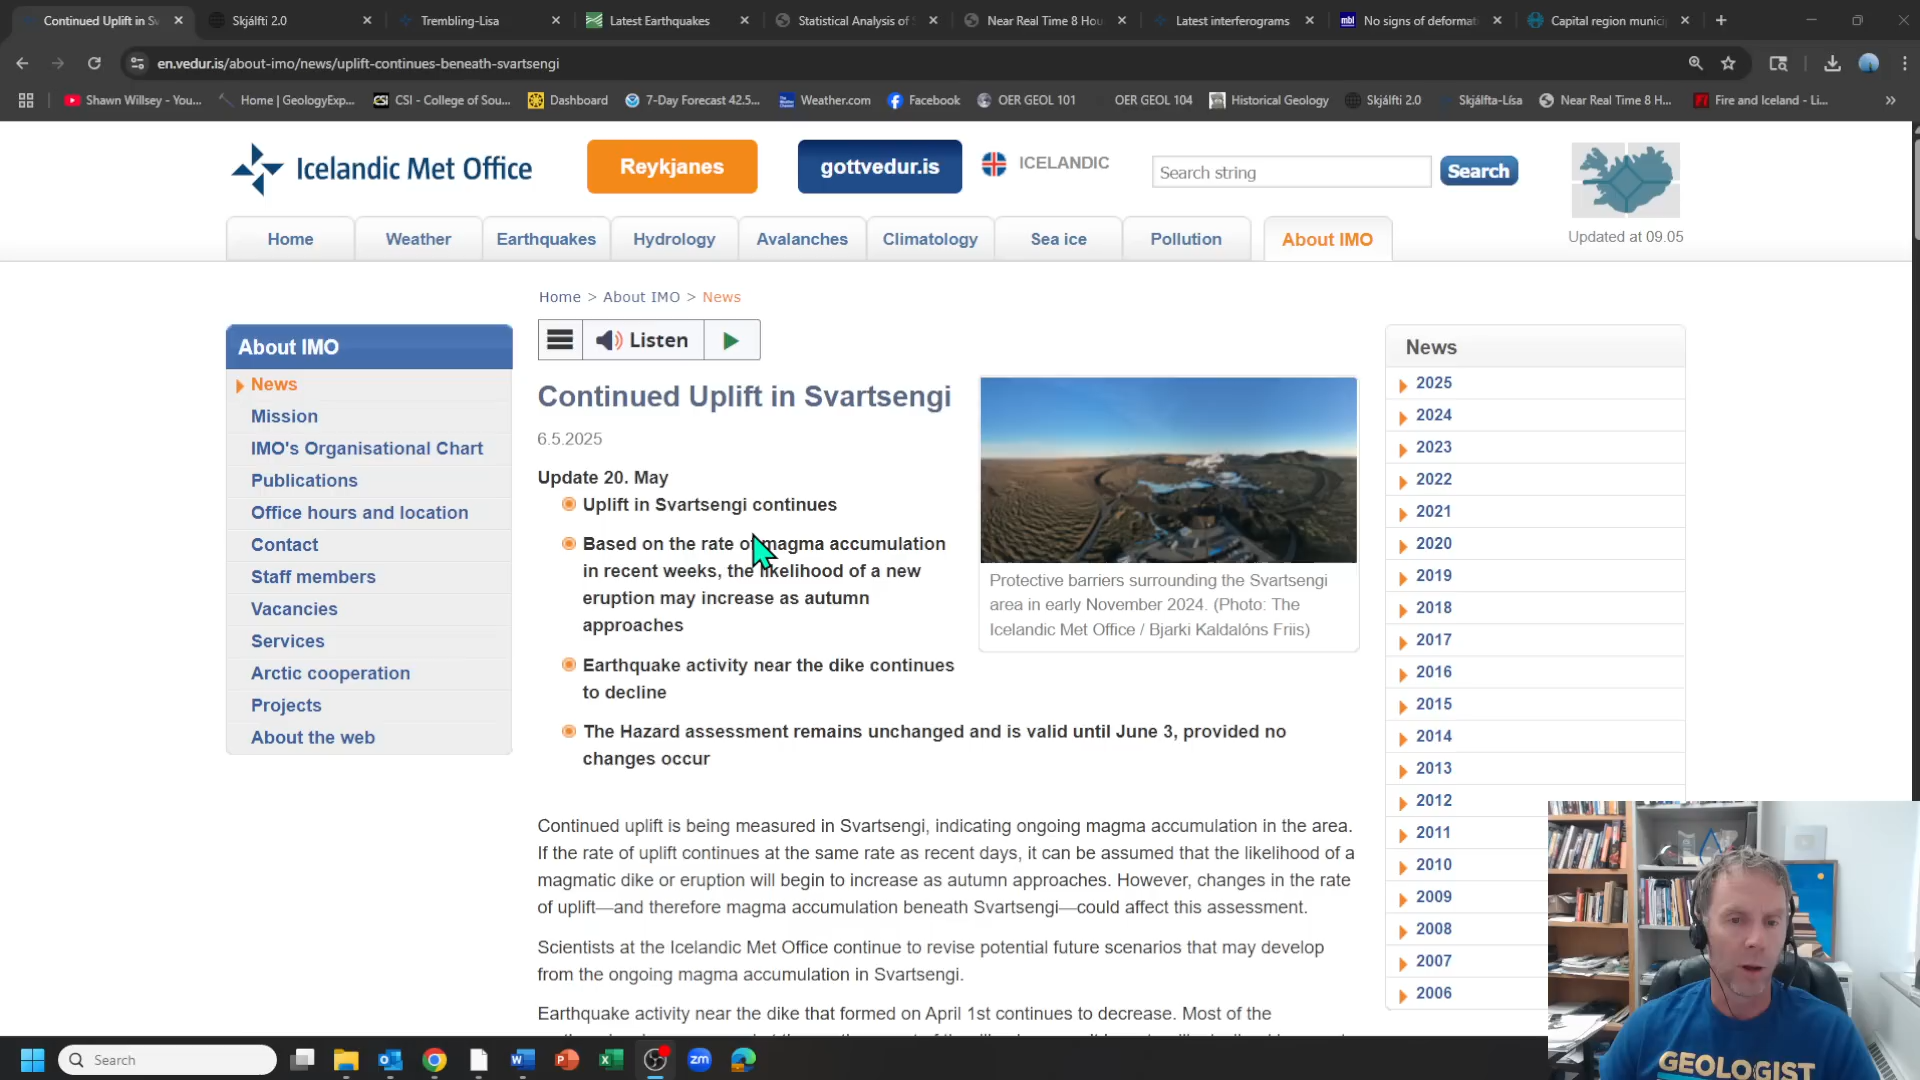 Continued Uplift in Sv
Skjálfti 2.0
Trembling-Lisa
Latest Earthquakes
Statistical Analysis of
Near Real Time 8 Hou
Latest interferograms
mbl
No signs of deformat
Capital region munici
en.vedur.is/about-imo/news/uplift-continues-beneath-svartsengi
Shawn Willsey - You...
Home | GeologyExp...
CSI - College of Sou...
Dashboard
7-Day Forecast 42.5...
Weather.com
Facebook
OER GEOL 101
OER GEOL 104
Historical Geology
Skjálfti 2.0
Skjálfta-Lísa
Near Real Time 8 H...
Fire and Iceland - Li...
Icelandic Met Office
Reykjanes
gottvedur.is
ICELANDIC
Search string
Search
Updated at 09.05
Home
Weather
Earthquakes
Hydrology
Avalanches
Climatology
Sea ice
Pollution
About IMO
Home > About IMO > News
Listen
About IMO
News
Mission
IMO's Organisational Chart
Publications
Office hours and location
Contact
Staff members
Vacancies
Services
Arctic cooperation
Projects
About the web
Continued Uplift in Svartsengi
6.5.2025
Update 20. May
Uplift in Svartsengi continues
Based on the rate of magma accumulation
in recent weeks, the likelihood of a new
eruption may increase as autumn
approaches
Earthquake activity near the dike continues
to decline
The Hazard assessment remains unchanged and is valid until June 3, provided no
changes occur
Protective barriers surrounding the Svartsengi
area in early November 2024. (Photo: The
Icelandic Met Office / Bjarki Kaldalóns Friis)
Continued uplift is being measured in Svartsengi, indicating ongoing magma accumulation in the area.
If the rate of uplift continues at the same rate as recent days, it can be assumed that the likelihood of a
magmatic dike or eruption will begin to increase as autumn approaches. However, changes in the rate
of uplift—and therefore magma accumulation beneath Svartsengi—could affect this assessment.
Scientists at the Icelandic Met Office continue to revise potential future scenarios that may develop
from the ongoing magma accumulation in Svartsengi.
Earthquake activity near the dike that formed on April 1st continues to decrease. Most of the
News
2025
2024
2023
2022
2021
2020
2019
2018
2017
2016
2015
2014
2013
2012
2011
2010
2009
2008
2007
2006
GEOLOGIST
Search
zm